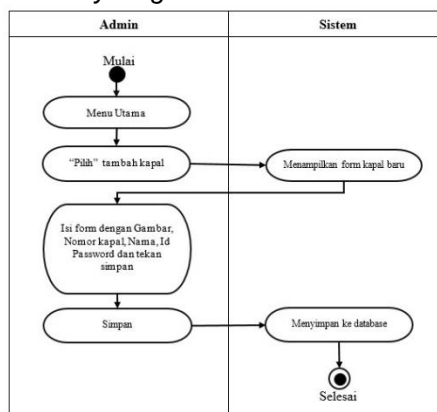 Admin
Sistem
Mulai
Menu Utama
"Pilih" tambah kapal
Menampilkan form kapal baru
Isi form dengan Gambar,
Nomor kapal, Nama, Id
Password dan tekan
simpan
Simpan
Menyimpan ke database
Selesai